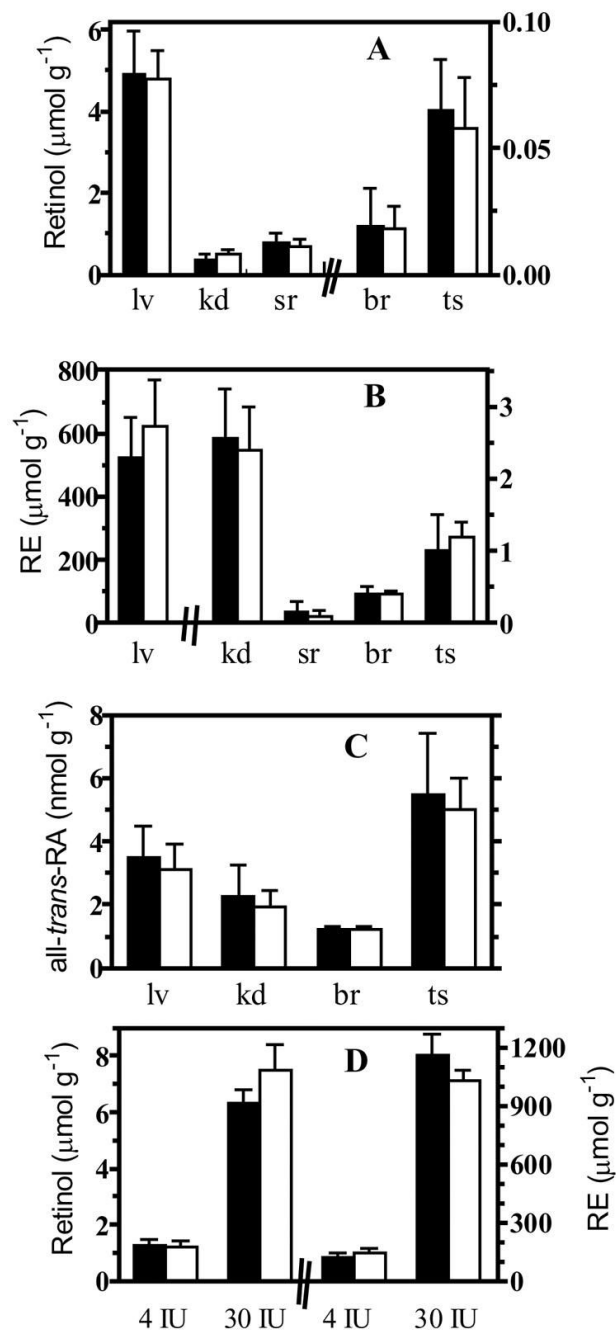 A
Retinol (μmol g⁻¹)
6
4
2
0
0.10
0.05
0.00
lv kd sr br ts
B
RE (μmol g⁻¹)
800
600
400
200
0
3
2
1
0
lv kd sr br ts
C
all-trans-RA (nmol g⁻¹)
8
6
4
2
0
lv kd br ts
D
Retinol (μmol g⁻¹)
8
6
4
2
0
1200
900
600
300
0
RE (μmol g⁻¹)
4 IU 30 IU 4 IU 30 IU